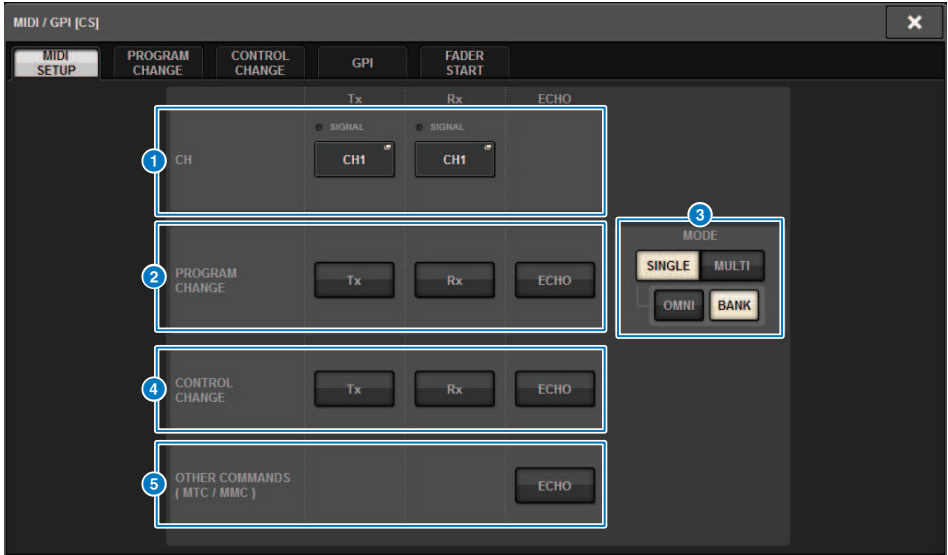 MIDI / GPI [CS]
MIDI
SETUP
PROGRAM
CHANGE
CONTROL
CHANGE
GPI
FADER
START
Tx Rx ECHO
SIGNAL SIGNAL
1 CH CH1 CH1
3
MODE
SINGLE MULTI
OMNI BANK
2 PROGRAM
CHANGE
Tx Rx ECHO
4 CONTROL
CHANGE
Tx Rx ECHO
5 OTHER COMMANDS
( MTC / MMC )
ECHO